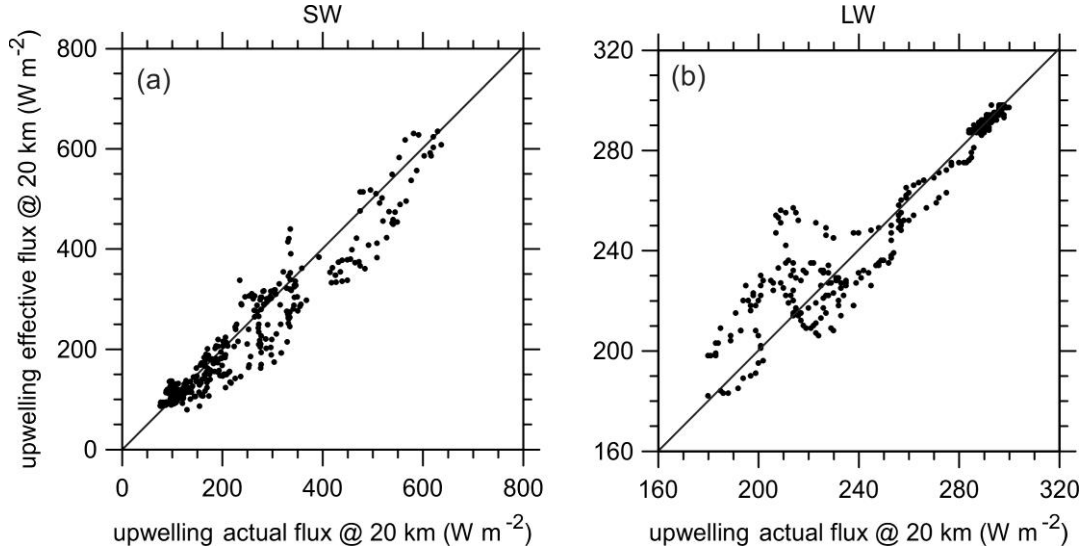 SW
LW
(a)
(b)
800
600
400
200
0
0 200 400 600 800
upwelling effective flux @ 20 km (W m-2)
upwelling actual flux @ 20 km (W m-2)
320
280
240
200
160
160 200 240 280 320
upwelling actual flux @ 20 km (W m-2)